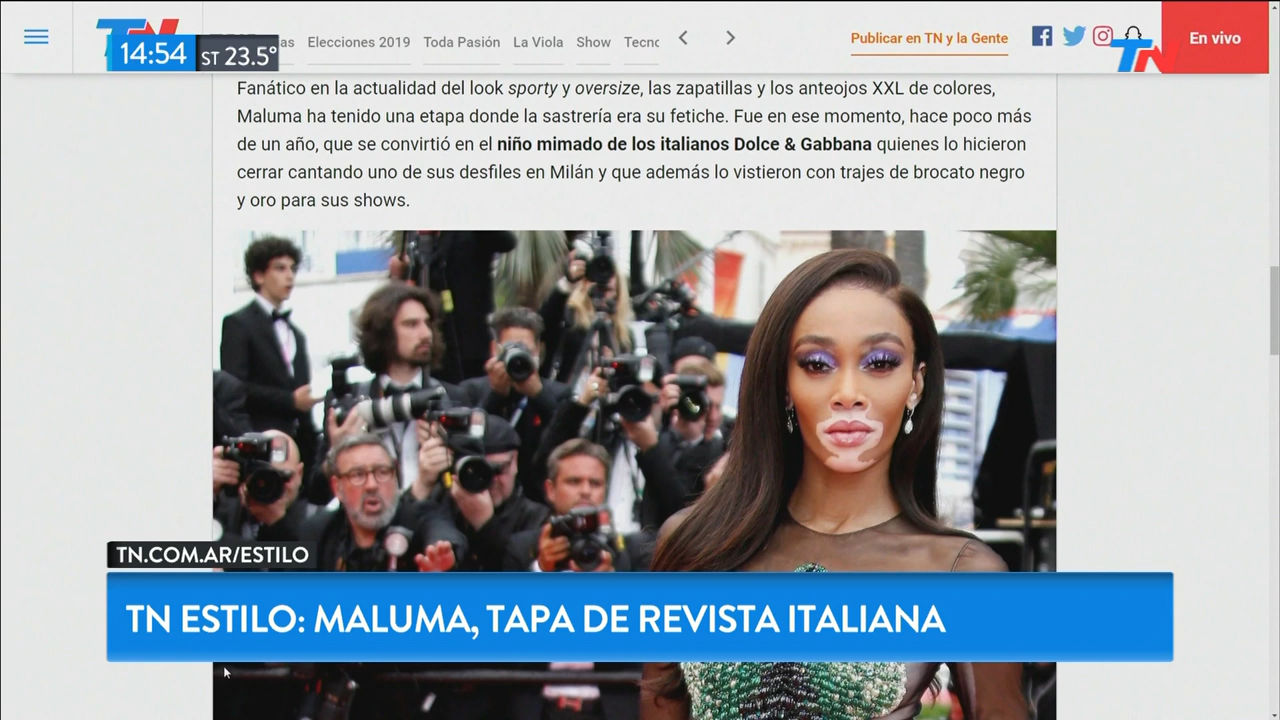 TN
14:54
ST 23.5°
as
Elecciones 2019
Toda Pasión
La Viola
Show
Tecno
Publicar en TN y la Gente
TN
En vivo
Fanático en la actualidad del look sporty y oversize, las zapatillas y los anteojos XXL de colores,
Maluma ha tenido una etapa donde la sastrería era su fetiche. Fue en ese momento, hace poco más
de un año, que se convirtió en el niño mimado de los italianos Dolce & Gabbana quienes lo hicieron
cerrar cantando uno de sus desfiles en Milán y que además lo vistieron con trajes de brocato negro
y oro para sus shows.
TN.COM.AR/ESTILO
TN ESTILO: MALUMA, TAPA DE REVISTA ITALIANA